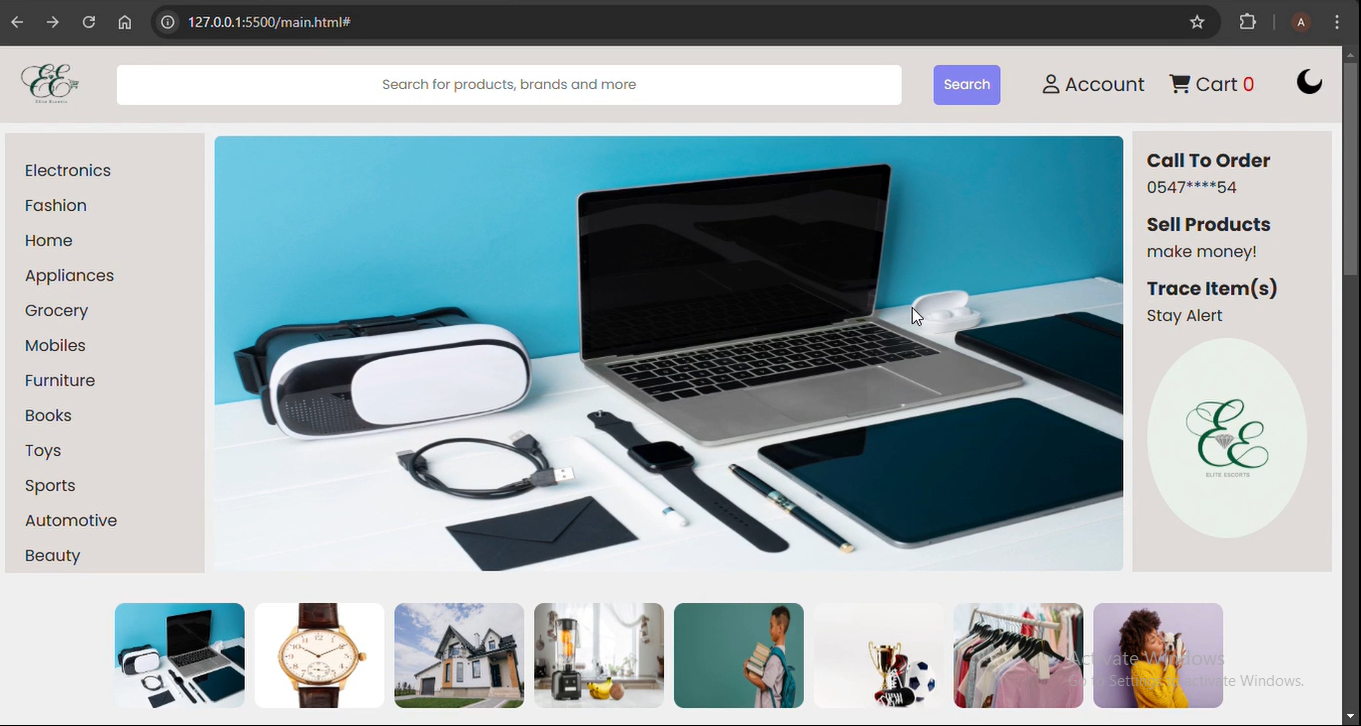 127.0.0.1:5500/main.html#
A
EE
Elite Escorts
Search for products, brands and more
Search
Account
Cart 0
Electronics
Fashion
Home
Appliances
Grocery
Mobiles
Furniture
Books
Toys
Sports
Automotive
Beauty
Call To Order
0547****54
Sell Products
make money!
Trace Item(s)
Stay Alert
EE
ELITE ESCORTS
Activate Windows
Go to Settings to activate Windows.